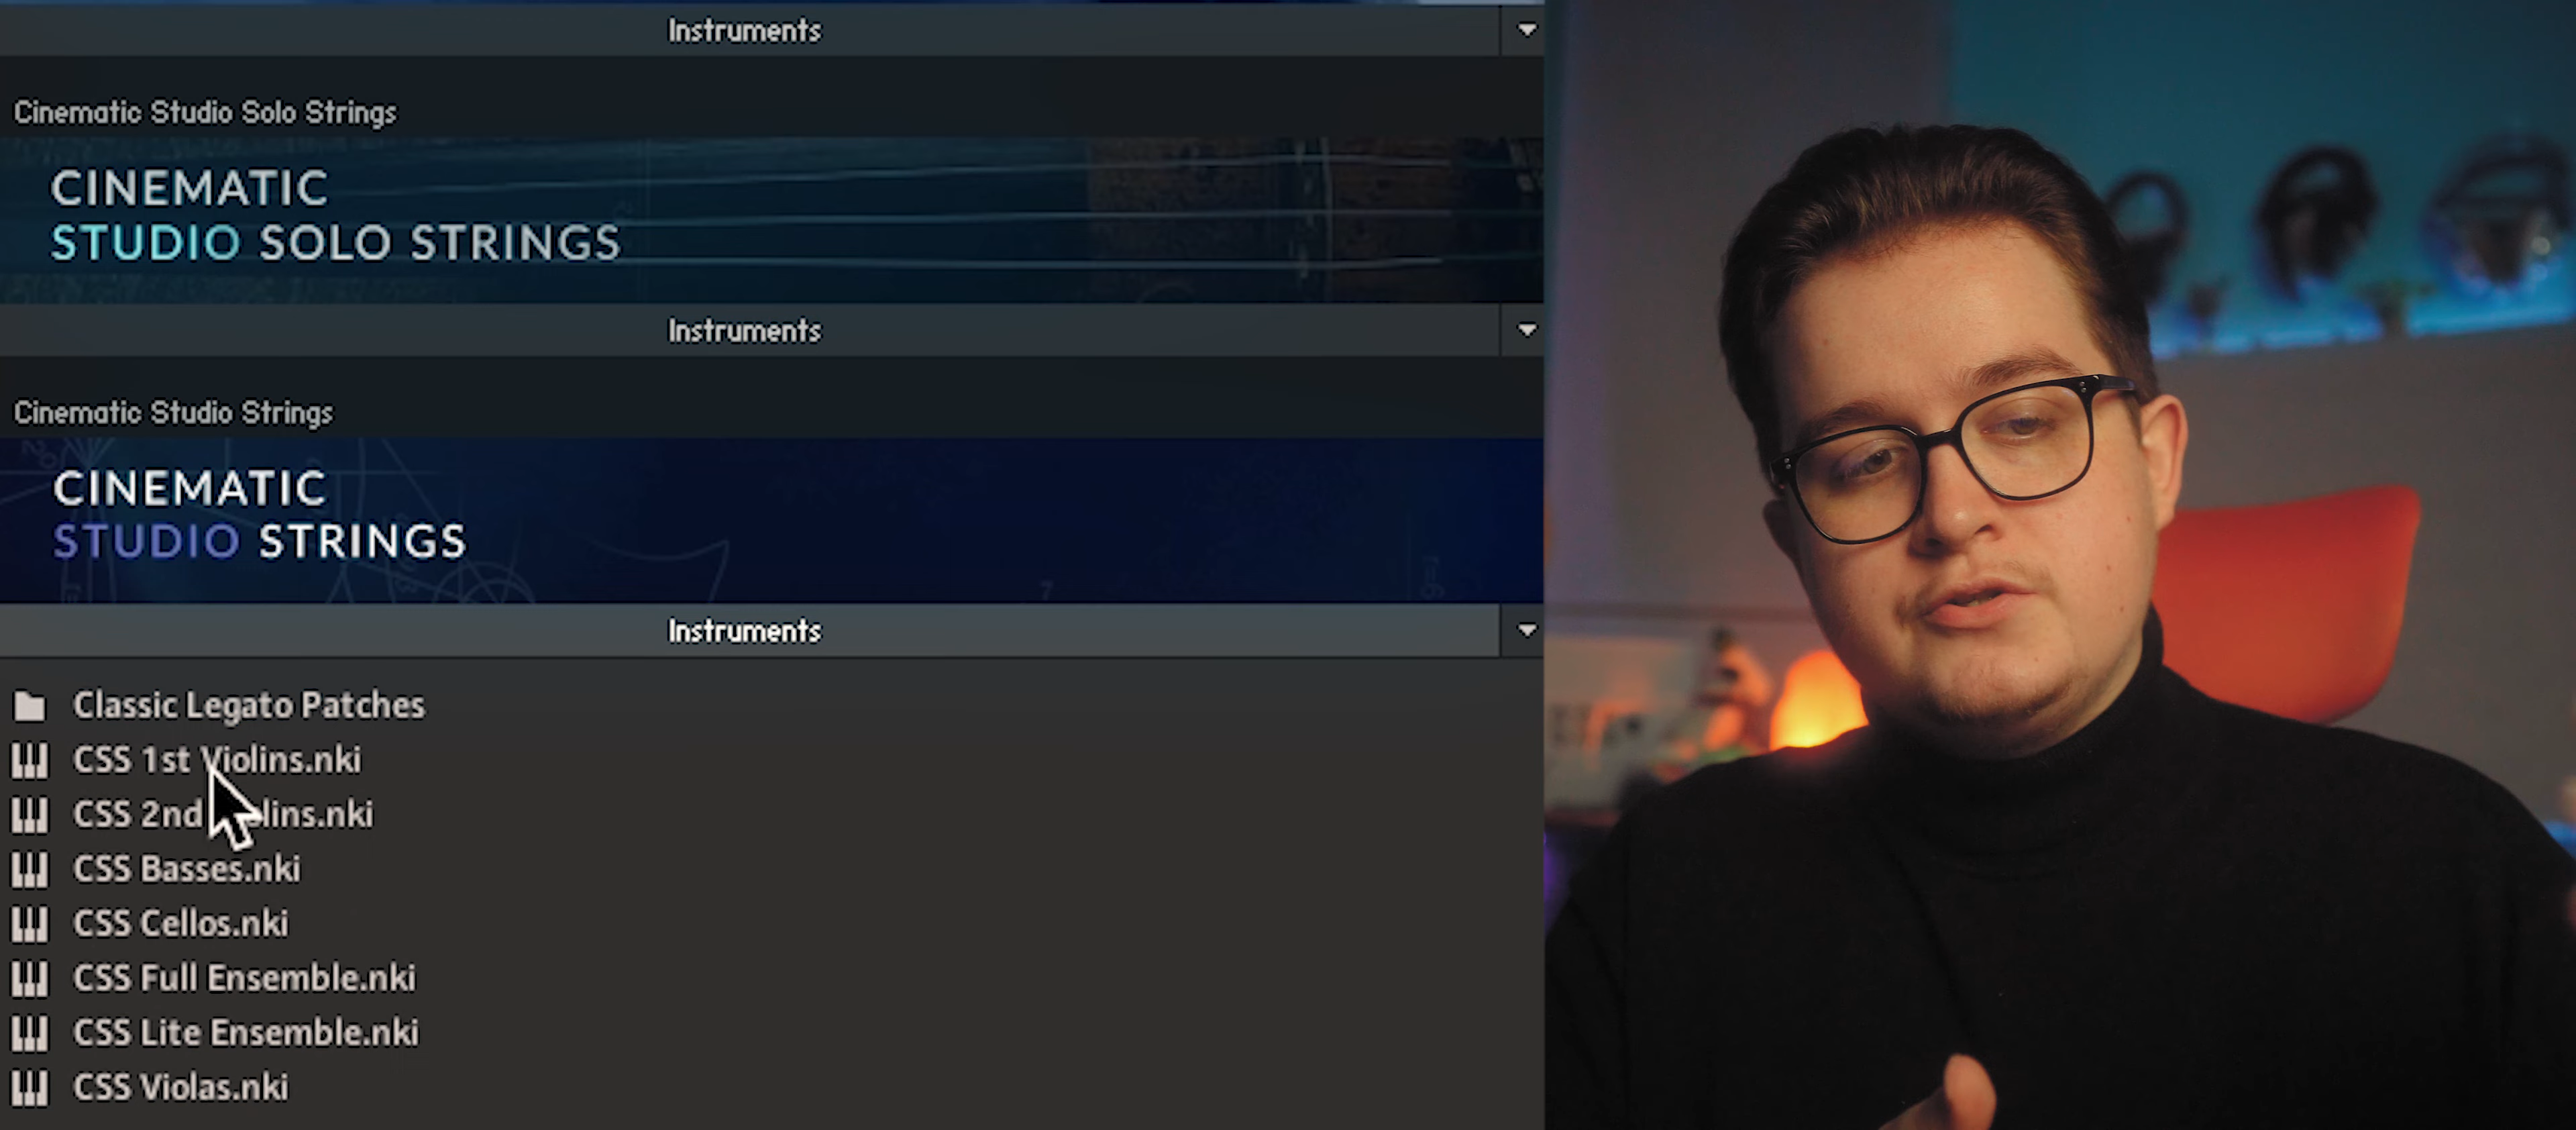 Instruments
Cinematic Studio Solo Strings
CINEMATIC
STUDIO SOLO STRINGS
Instruments
Cinematic Studio Strings
CINEMATIC
STUDIO STRINGS
Instruments
Classic Legato Patches
CSS 1st Violins.nki
CSS 2nd Violins.nki
CSS Basses.nki
CSS Cellos.nki
CSS Full Ensemble.nki
CSS Lite Ensemble.nki
CSS Violas.nki